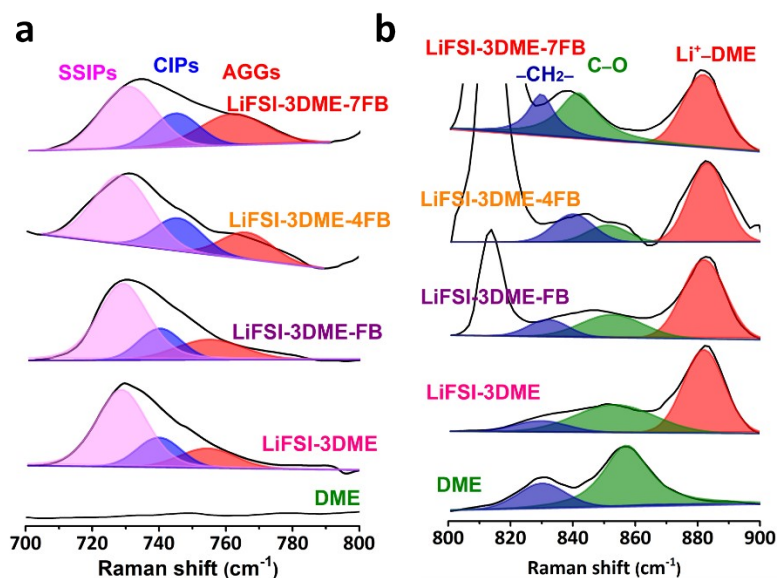 a
SSIPs
CIPs
AGGs
LiFSI-3DME-7FB
LiFSI-3DME-4FB
LiFSI-3DME-FB
LiFSI-3DME
DME
700 720 740 760 780 800
Raman shift (cm⁻¹)
b
LiFSI-3DME-7FB
–CH₂–
C–O
Li⁺–DME
LiFSI-3DME-4FB
LiFSI-3DME-FB
LiFSI-3DME
DME
800 820 840 860 880 900
Raman shift (cm⁻¹)